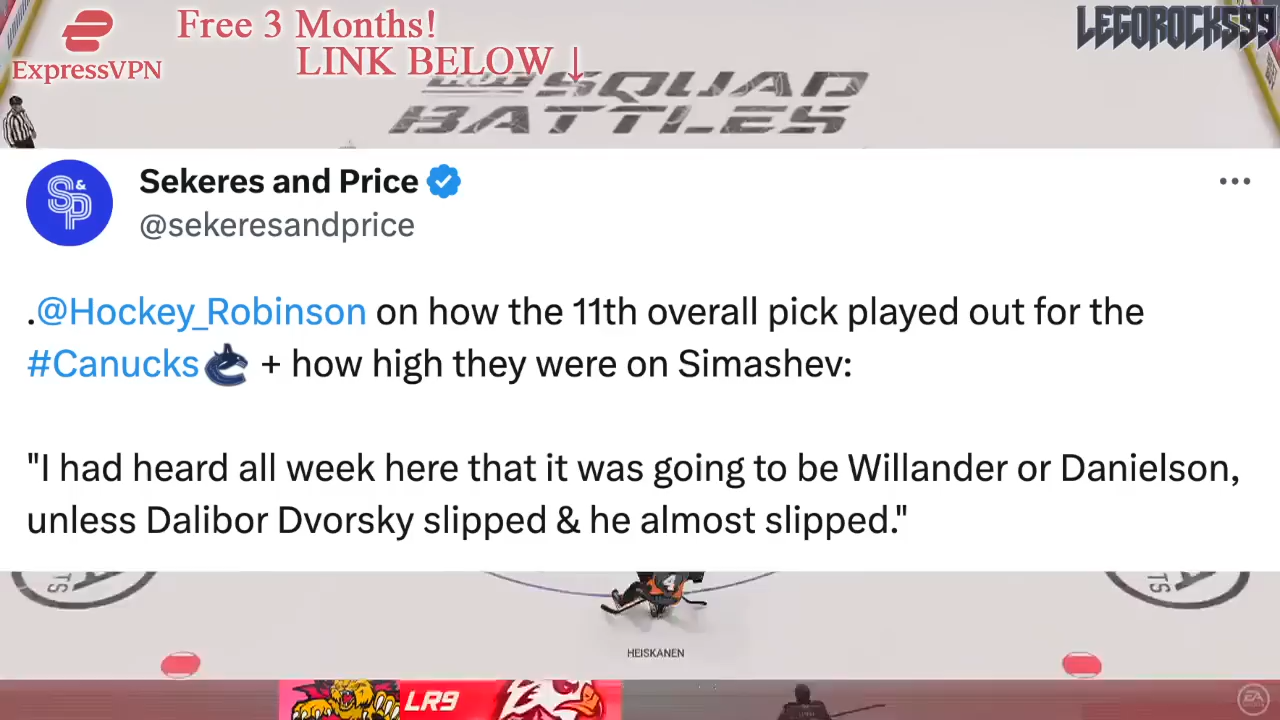 Free 3 Months!
LEGOROCKS99
ExpressVPN
LINK BELOW ↓
SQUAD
BATTLES
S&P
Sekeres and Price
@sekeresandprice
.@Hockey_Robinson on how the 11th overall pick played out for the
#Canucks + how high they were on Simashev:
"I had heard all week here that it was going to be Willander or Danielson,
unless Dalibor Dvorsky slipped & he almost slipped."
4
HEISKANEN
LR9
EA